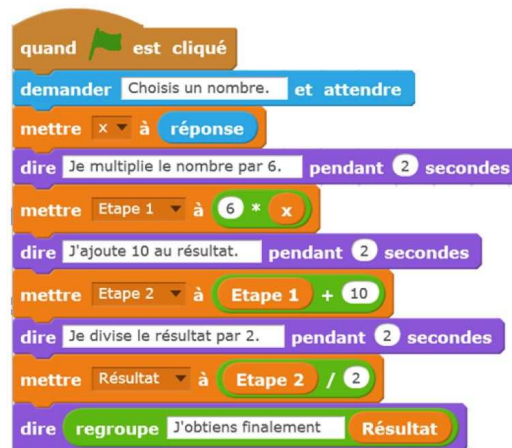 quand est cliqué
demander Choisis un nombre. et attendre
mettre x à réponse
dire Je multiplie le nombre par 6. pendant 2 secondes
mettre Etape 1 à 6 * x
dire J'ajoute 10 au résultat. pendant 2 secondes
mettre Etape 2 à Etape 1 + 10
dire Je divise le résultat par 2. pendant 2 secondes
mettre Résultat à Etape 2 / 2
dire regroupe J'obtiens finalement Résultat